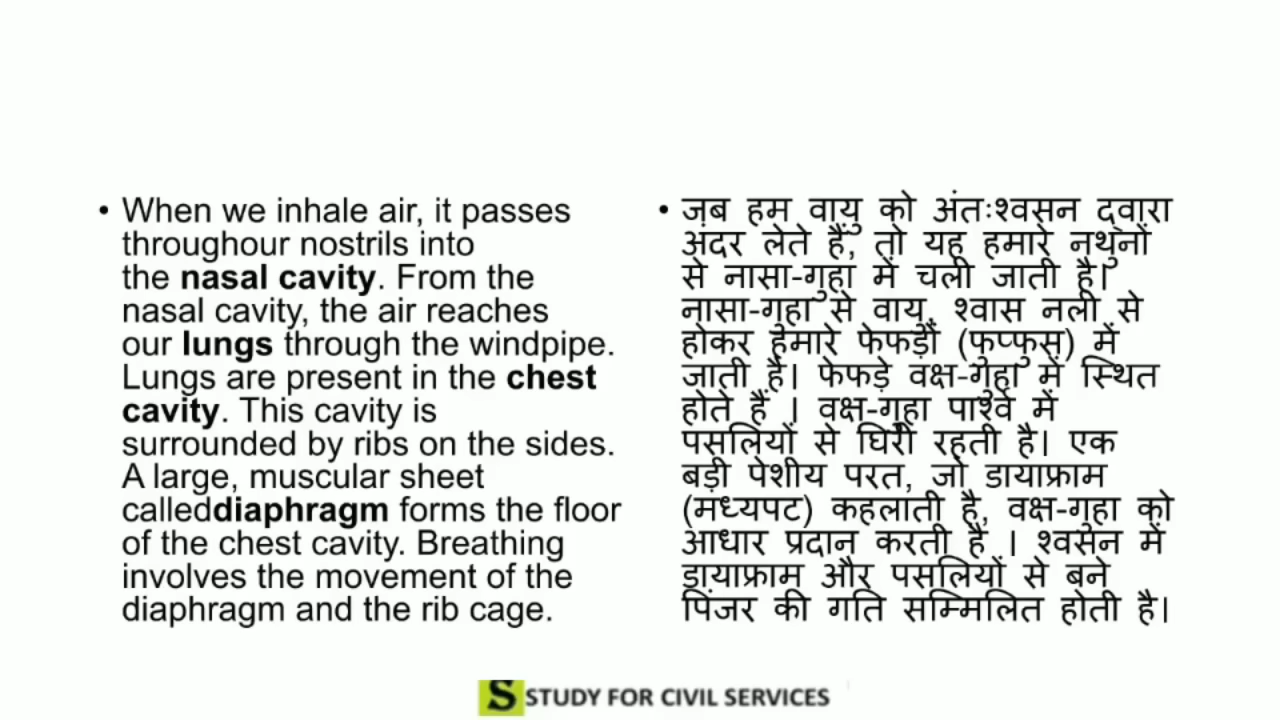 • When we inhale air, it passes
throughour nostrils into
the nasal cavity. From the
nasal cavity, the air reaches
our lungs through the windpipe.
Lungs are present in the chest
cavity. This cavity is
surrounded by ribs on the sides.
A large, muscular sheet
calleddiaphragm forms the floor
of the chest cavity. Breathing
involves the movement of the
diaphragm and the rib cage.
• जब हम वायु को अंतःश्वसन द्वारा
अंदर लेते हैं, तो यह हमारे नथुनों
से नासा-गुहा में चली जाती है।
नासा-गुहा से वायु, श्वास नली से
होकर हमारे फेफड़ों (फुप्फुस) में
जाती है। फेफड़े वक्ष-गुहा में स्थित
होते हैं । वक्ष-गुहा पार्श्व में
पसलियों से घिरी रहती है। एक
बड़ी पेशीय परत, जो डायाफ्राम
(मध्यपट) कहलाती है, वक्ष-गुहा को
आधार प्रदान करती है । श्वसन में
डायाफ्राम और पसलियों से बने
पिंजर की गति सम्मिलित होती है।
S STUDY FOR CIVIL SERVICES